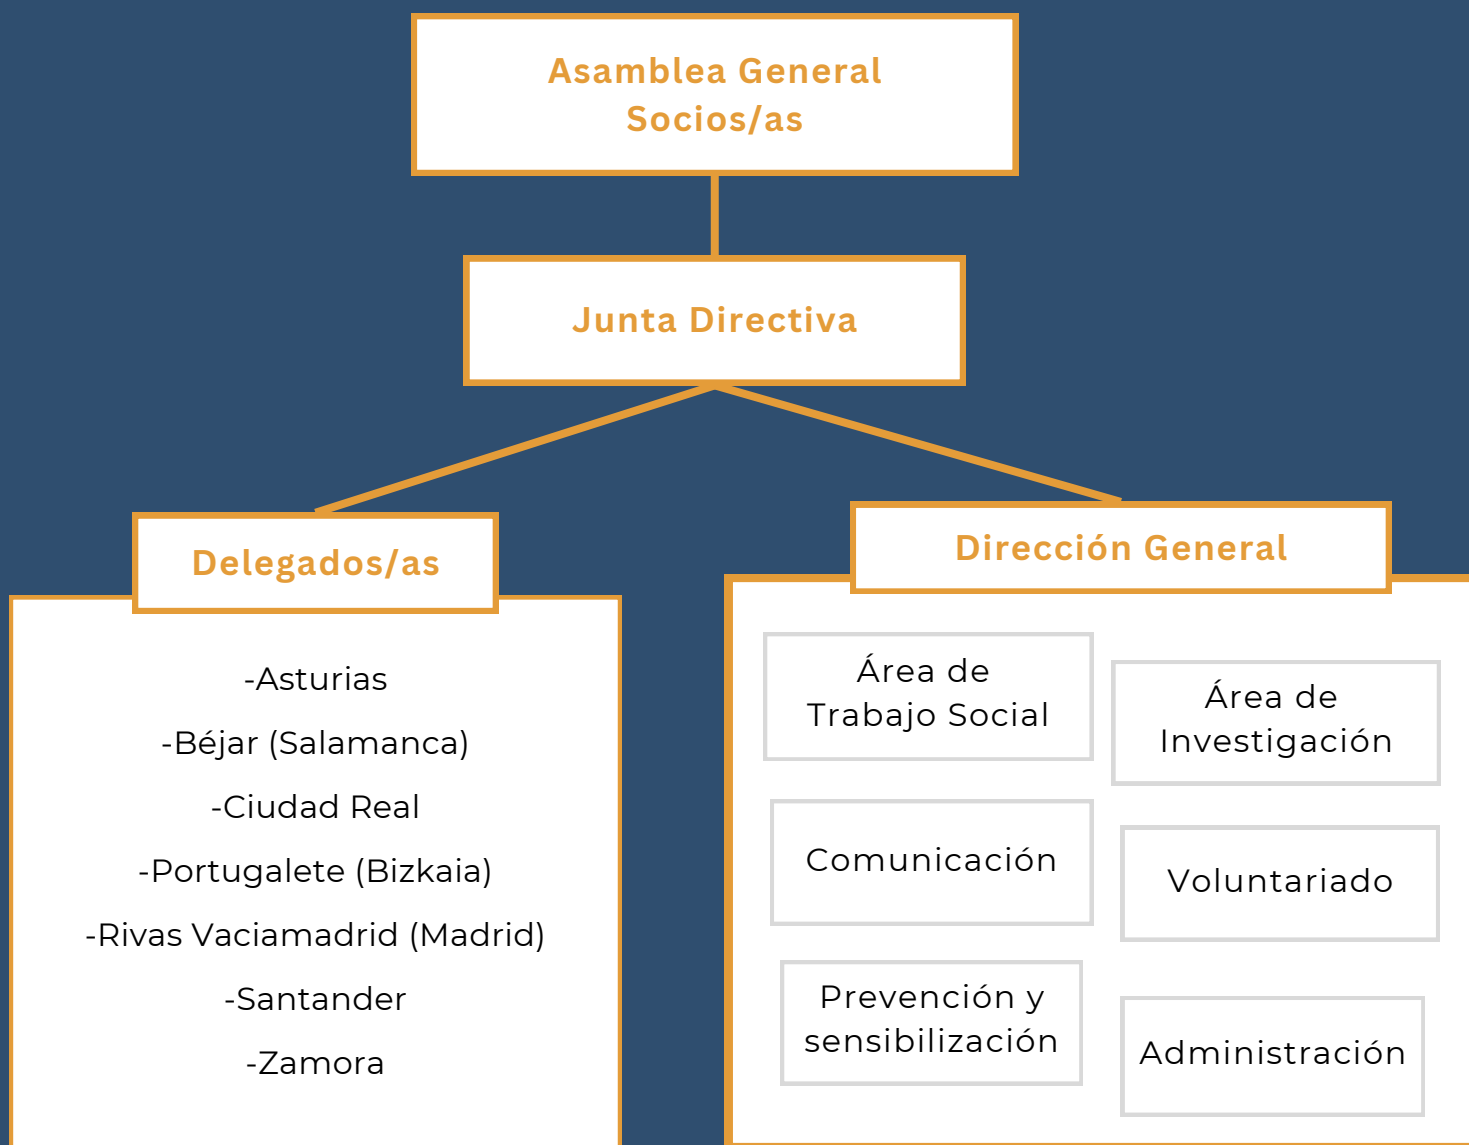 Asamblea General
Socios/as
Junta Directiva
Delegados/as
-Asturias
-Béjar (Salamanca)
-Ciudad Real
-Portugalete (Bizkaia)
-Rivas Vaciamadrid (Madrid)
-Santander
-Zamora
Dirección General
Área de
Trabajo Social
Área de
Investigación
Comunicación
Voluntariado
Prevención y
sensibilización
Administración